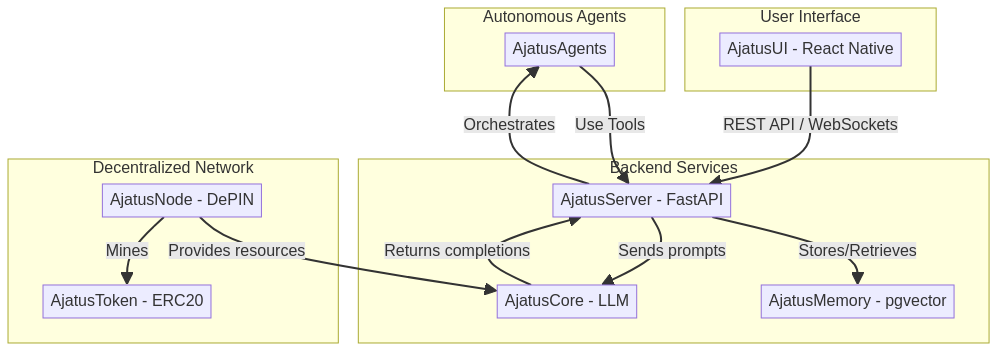 Autonomous Agents
User Interface
AjatusAgents
AjatusUI - React Native
Orchestrates
Use Tools
REST API / WebSockets
Decentralized Network
Backend Services
AjatusNode - DePIN
AjatusServer - FastAPI
Mines
Provides resources
Returns completions
Sends prompts
Stores/Retrieves
AjatusToken - ERC20
AjatusCore - LLM
AjatusMemory - pgvector